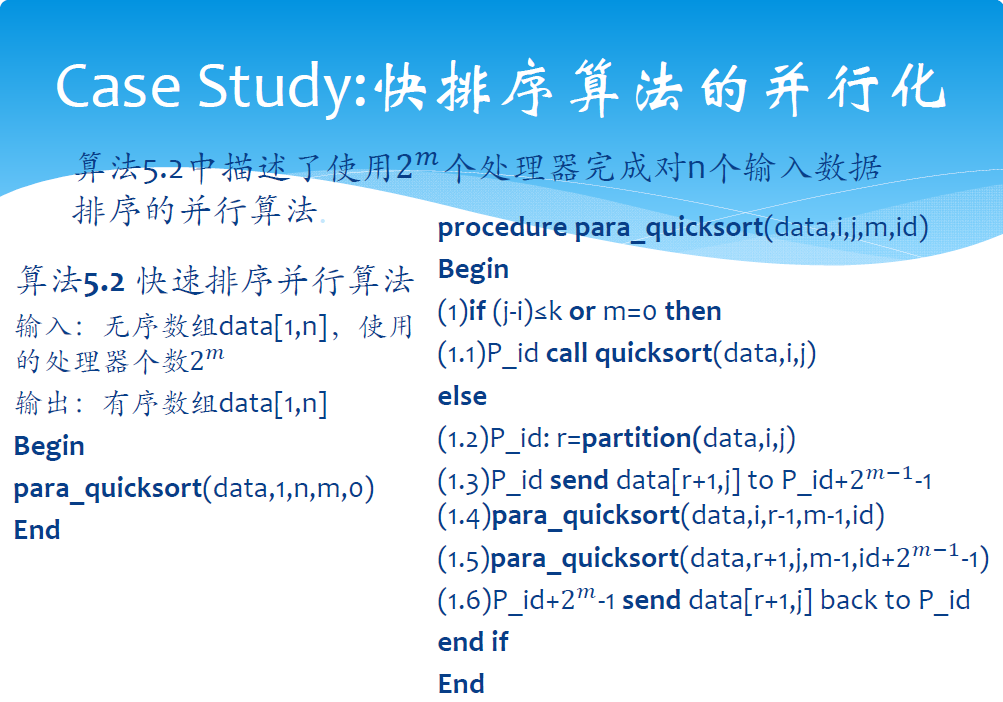 Case Study:快排序算法的并行化
算法5.2中描述了使用2^m个处理器完成对n个输入数据
排序的并行算法.
算法5.2 快速排序并行算法
输入：无序数组data[1,n]，使用
的处理器个数2^m
输出：有序数组data[1,n]
Begin
para_quicksort(data,1,n,m,0)
End
procedure para_quicksort(data,i,j,m,id)
Begin
(1)if (j-i)≤k or m=0 then
(1.1)P_id call quicksort(data,i,j)
else
(1.2)P_id: r=partition(data,i,j)
(1.3)P_id send data[r+1,j] to P_id+2^{m-1}-1
(1.4)para_quicksort(data,i,r-1,m-1,id)
(1.5)para_quicksort(data,r+1,j,m-1,id+2^{m-1}-1)
(1.6)P_id+2^m-1 send data[r+1,j] back to P_id
end if
End